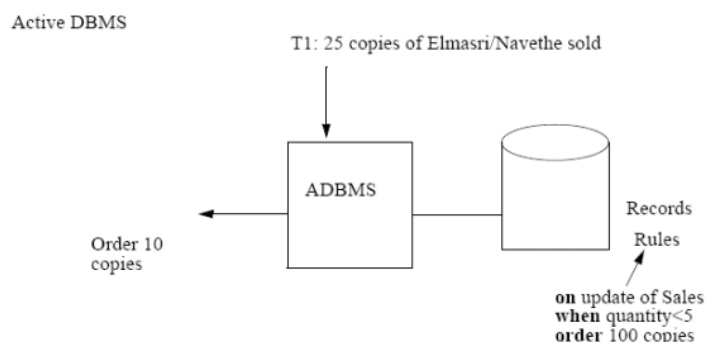 Active DBMS
T1: 25 copies of Elmasri/Navethe sold
ADBMS
Order 10
copies
Records
Rules
on update of Sales
when quantity<5
order 100 copies